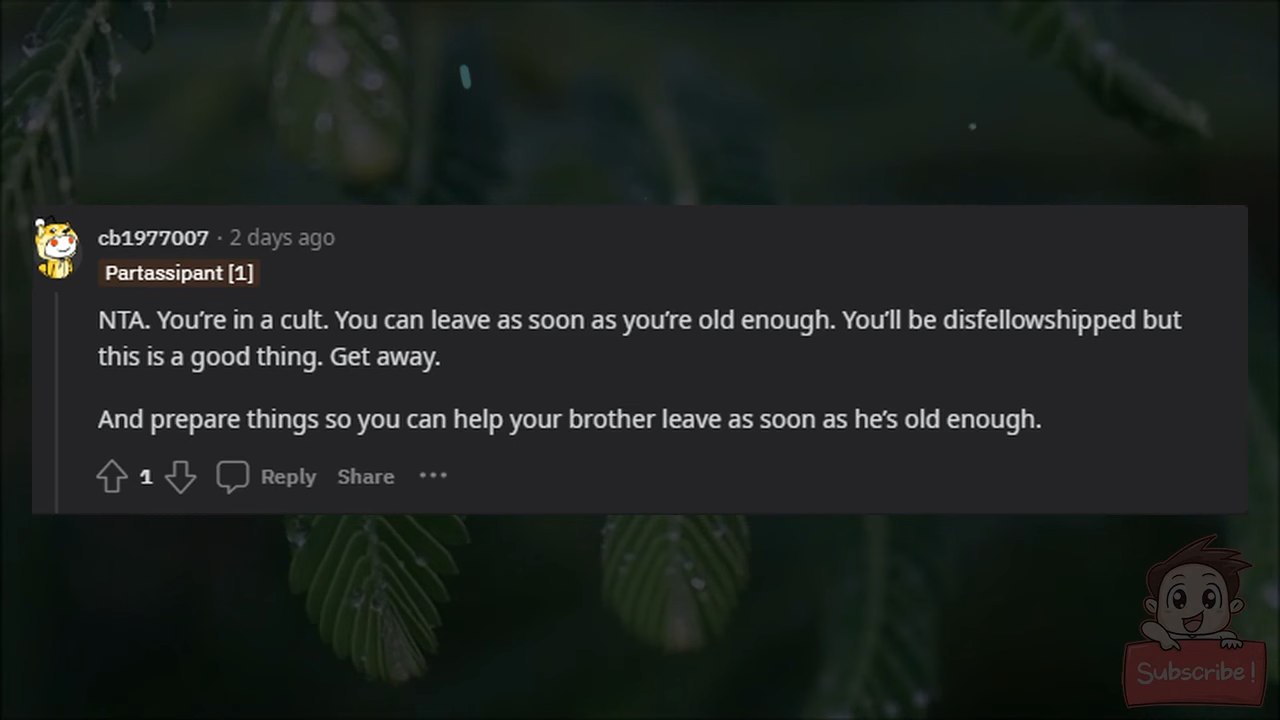 cb1977007 · 2 days ago
Partassipant [1]
NTA. You’re in a cult. You can leave as soon as you’re old enough. You’ll be disfellowshipped but
this is a good thing. Get away.
And prepare things so you can help your brother leave as soon as he’s old enough.
1 Reply Share ···
Subscribe!